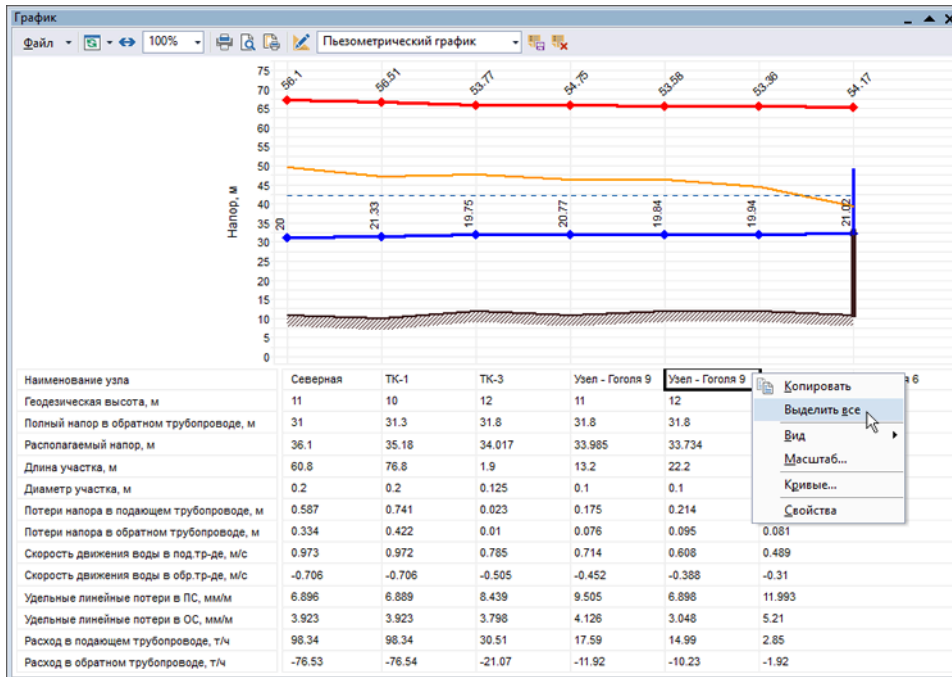 График
Файл 100% Пьезометрический график
75
70
65
60
55
50
45
40
35
30
25
20
15
10
5
0
Напор, м
56.1 56.51 53.77 54.75 53.58 53.36 54.17
20 21.33 19.75 20.77 19.84 19.94 21.02
Наименование узла Северная ТК-1 ТК-3 Узел - Гоголя 9 Узел - Гоголя 9 6
Геодезическая высота, м 11 10 12 11 12
Полный напор в обратном трубопроводе, м 31 31.3 31.8 31.8 31.8
Располагаемый напор, м 36.1 35.18 34.017 33.985 33.734
Длина участка, м 60.8 76.8 1.9 13.2 22.2
Диаметр участка, м 0.2 0.2 0.125 0.1 0.1
Потери напора в подающем трубопроводе, м 0.587 0.741 0.023 0.175 0.214
Потери напора в обратном трубопроводе, м 0.334 0.422 0.01 0.076 0.095 0.081
Скорость движения воды в под.тр-де, м/с 0.973 0.972 0.785 0.714 0.608 0.489
Скорость движения воды в обр.тр-де, м/с -0.706 -0.706 -0.505 -0.452 -0.388 -0.31
Удельные линейные потери в ПС, мм/м 6.896 6.889 8.439 9.505 6.898 11.993
Удельные линейные потери в ОС, мм/м 3.923 3.923 3.798 4.126 3.048 5.21
Расход в подающем трубопроводе, т/ч 98.34 98.34 30.51 17.59 14.99 2.85
Расход в обратном трубопроводе, т/ч -76.53 -76.54 -21.07 -11.92 -10.23 -1.92
Копировать
Выделить все
Вид
Масштаб...
Кривые...
Свойства